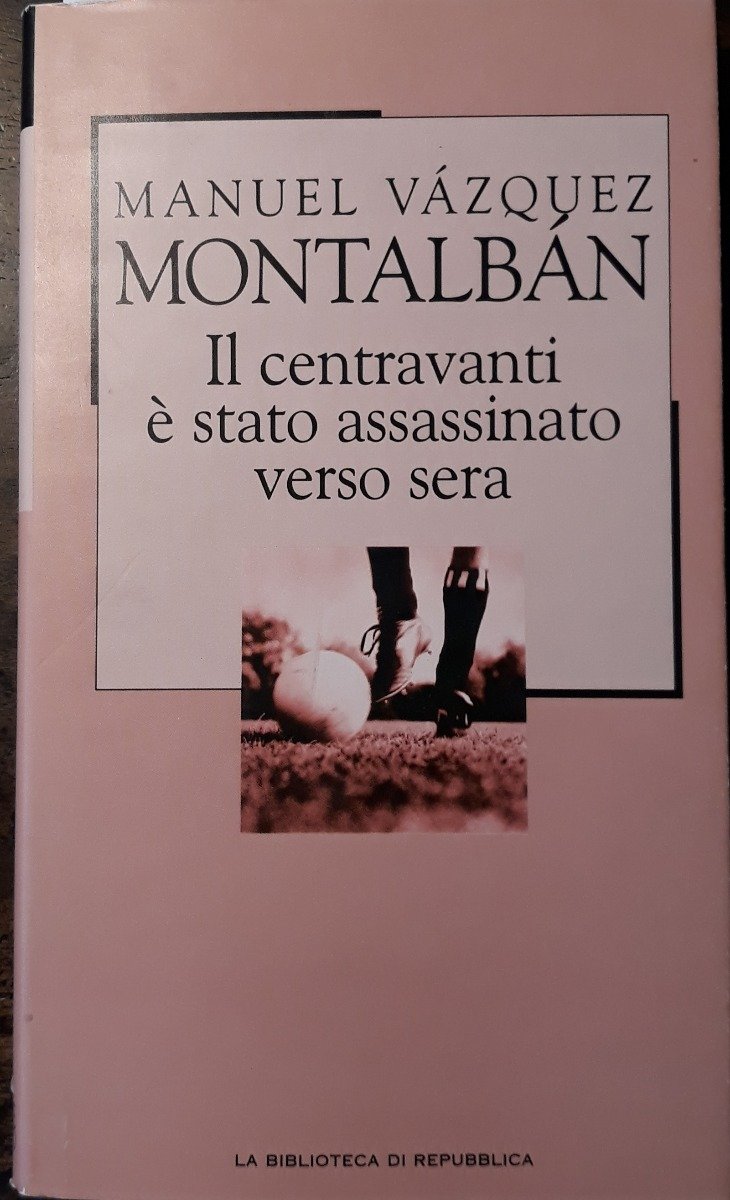 MANUEL VÁZQUEZ
MONTALBÁN
Il centravanti
è stato assassinato
verso sera
LA BIBLIOTECA DI REPUBBLICA